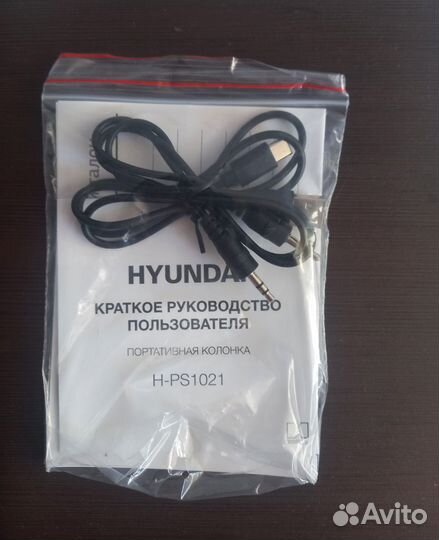 HYUNDAI
КРАТКОЕ РУКОВОДСТВО
ПОЛЬЗОВАТЕЛЯ
ПОРТАТИВНАЯ КОЛОНКА
H-PS1021
Avito